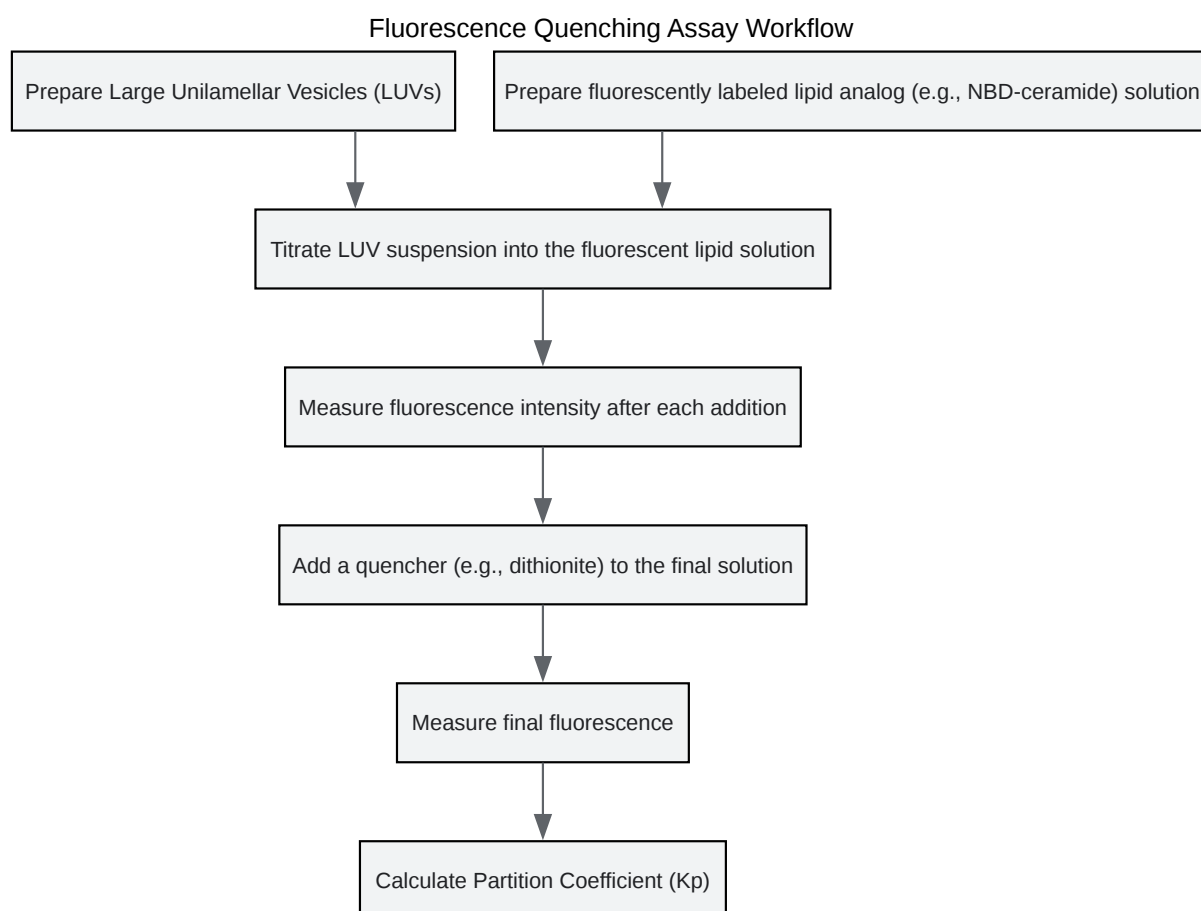 Fluorescence Quenching Assay Workflow
Prepare Large Unilamellar Vesicles (LUVs)
Prepare fluorescently labeled lipid analog (e.g., NBD-ceramide) solution
Titrate LUV suspension into the fluorescent lipid solution
Measure fluorescence intensity after each addition
Add a quencher (e.g., dithionite) to the final solution
Measure final fluorescence
Calculate Partition Coefficient (Kp)